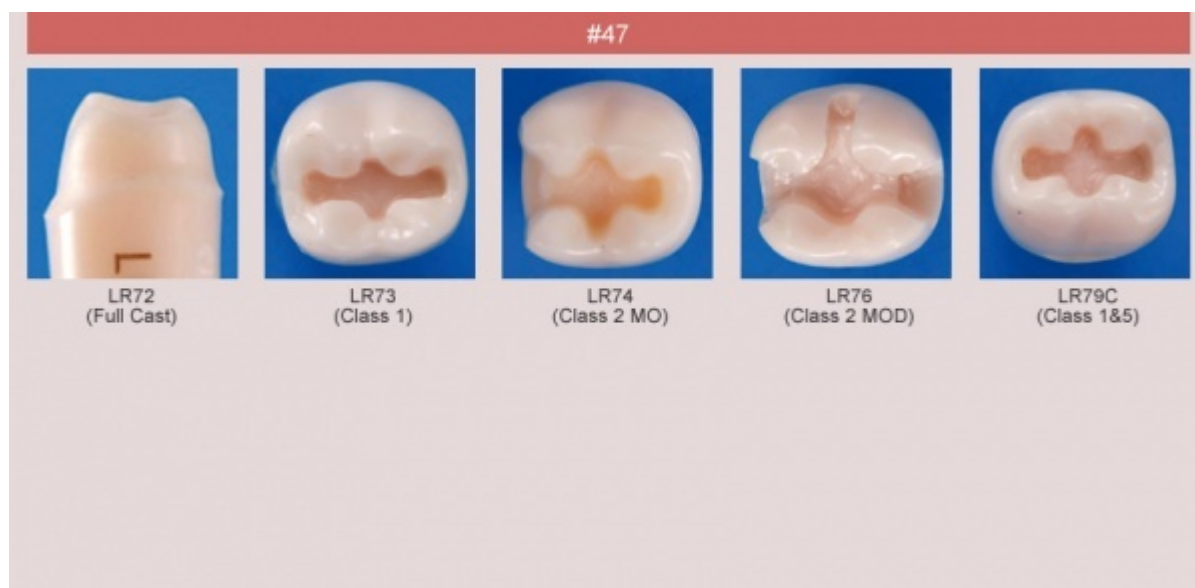 #47
L
LR72
(Full Cast)
LR73
(Class 1)
LR74
(Class 2 MO)
LR76
(Class 2 MOD)
LR79C
(Class 1&5)